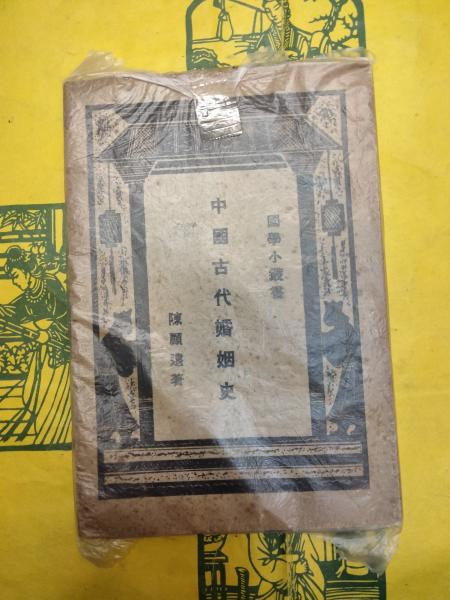 國學小叢書
中國古代婚姻史
陳顧遠著